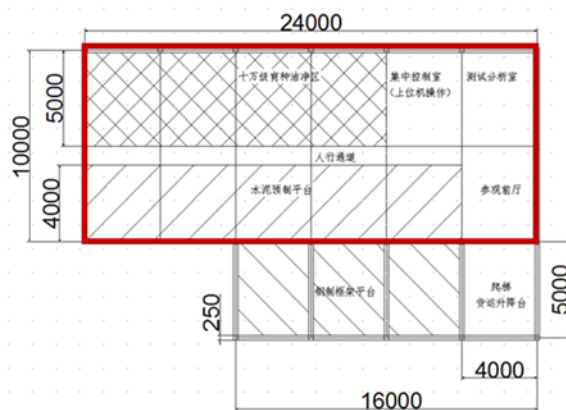 24000
十万级育种洁净区
集中控制室
(上位机操作)
测试分析室
5000
10000
人行通道
4000
水泥预制平台
参观前厅
钢制框架平台
爬梯
货运升降台
250
5000
4000
16000